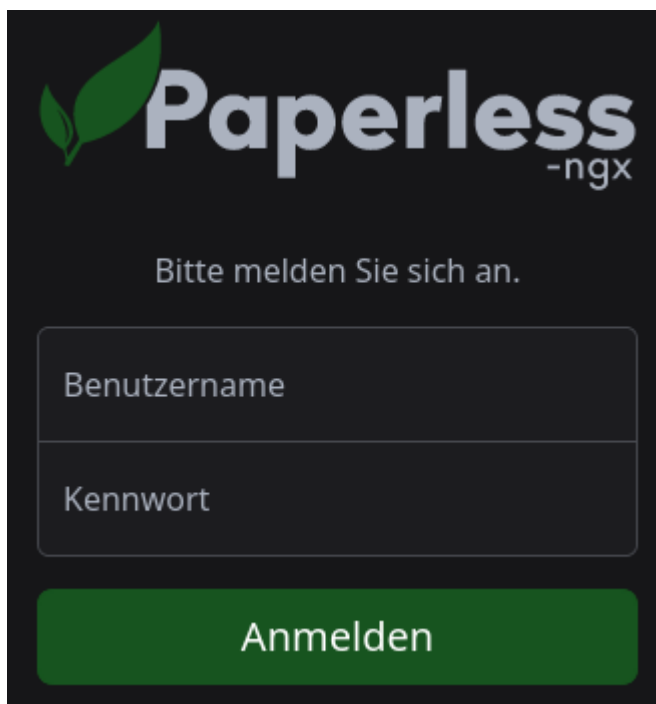 Paperless
-ngx
Bitte melden Sie sich an.
Benutzername
Kennwort
Anmelden